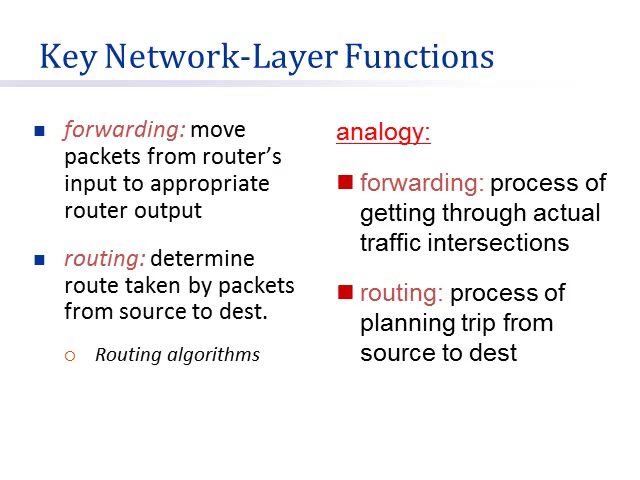 Key Network-Layer Functions
forwarding: move
packets from router’s
input to appropriate
router output
routing: determine
route taken by packets
from source to dest.
Routing algorithms
analogy:
forwarding: process of
getting through actual
traffic intersections
routing: process of
planning trip from
source to dest